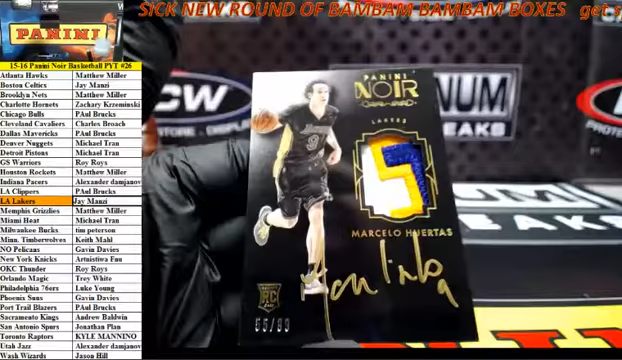 SICK NEW ROUND OF BAMBAM BAMBAM BOXES get s
PANINI
15-16 Panini Noir Basketball PYT #26
Atlanta Hawks Matthew Miller
Boston Celtics Jay Manzi
Brooklyn Nets Matthew Miller
Charlotte Hornets Zachary Krzeminski
Chicago Bulls PAul Brucks
Cleveland Cavaliers Charles Broach
Dallas Mavericks PAul Brucks
Denver Nuggets Michael Tran
Detroit Pistons Michael Tran
GS Warriors Roy Roys
Houston Rockets Matthew Miller
Indiana Pacers Alexander damjanov
LA Clippers PAul Brucks
LA Lakers Jay Manzi
Memphis Grizzlies Matthew Miller
Miami Heat Michael Tran
Milwaukee Bucks tim peterson
Minn. Timberwolves Keith Mahl
NO Pelicans Gavin Davies
New York Knicks
OKC Thunder Roy Roys
Orlando Magic Trey White
Philadelphia 76ers Luke Young
Phoenix Suns Gavin Davies
Port Trail Blazers PAul Brucks
Sacramento Kings Andrew Baldwin
San Antonio Spurs Jonathan Plan
Toronto Raptors KYLE MANNINO
Utah Jazz Alexander damjanov
Wash Wizards Jason Hill
PANINI
NOIR
LAKERS
9
MARCELO HUERTAS
RC
55/99
CW
NUM
REAKS